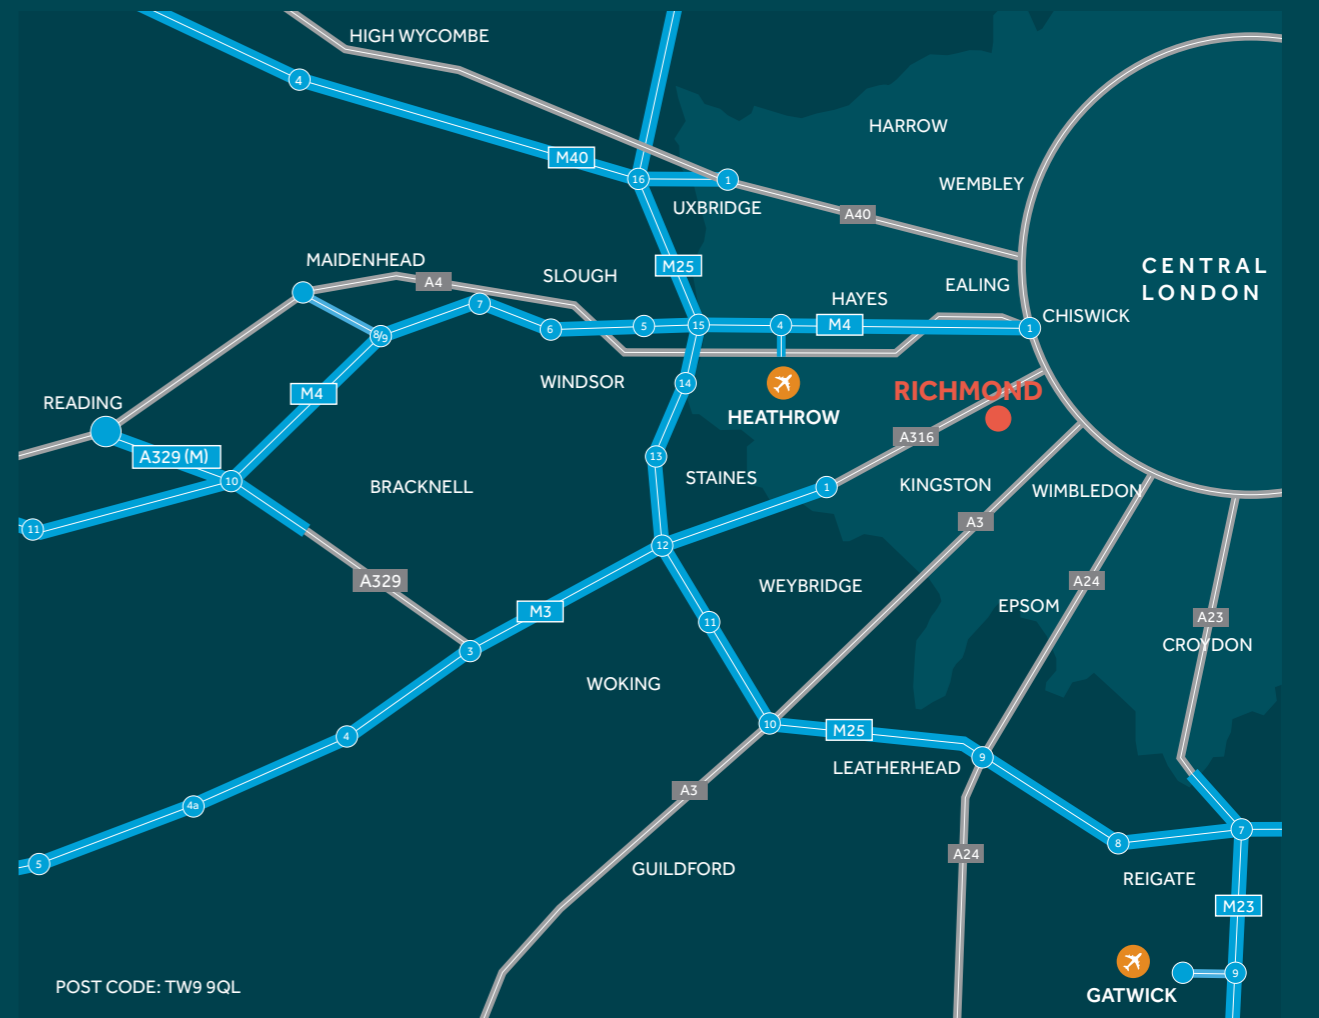 HIGH WYCOMBE
4
HARROW
M40
16
1
WEMBLEY
UXBRIDGE
A40
MAIDENHEAD
M25
SLOUGH
CENTRAL
LONDON
A4
EALING
HAYES
7
8/9
6
5
15
4
M4
1
CHISWICK
WINDSOR
14
M4
RICHMOND
READING
HEATHROW
A316
A329 (M)
13
10
BRACKNELL
STAINES
1
KINGSTON
WIMBLEDON
11
A3
12
A329
WEYBRIDGE
A24
M3
EPSOM
11
A23
3
CROYDON
WOKING
4
10
M25
9
LEATHERHEAD
A3
4a
7
8
5
A24
GUILDFORD
REIGATE
M23
9
POST CODE: TW9 9QL
GATWICK